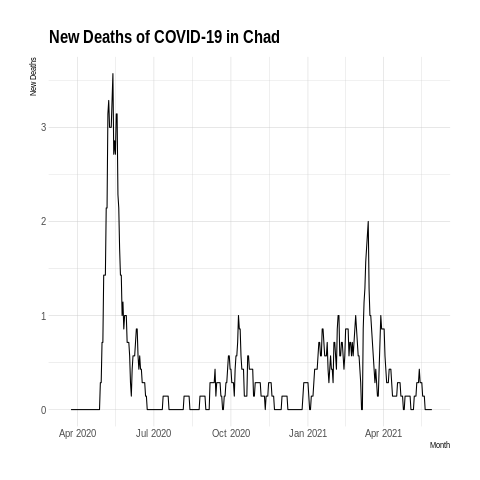 New Deaths of COVID-19 in Chad
New Deaths
3
2
1
0
Apr 2020 Jul 2020 Oct 2020 Jan 2021 Apr 2021
Month